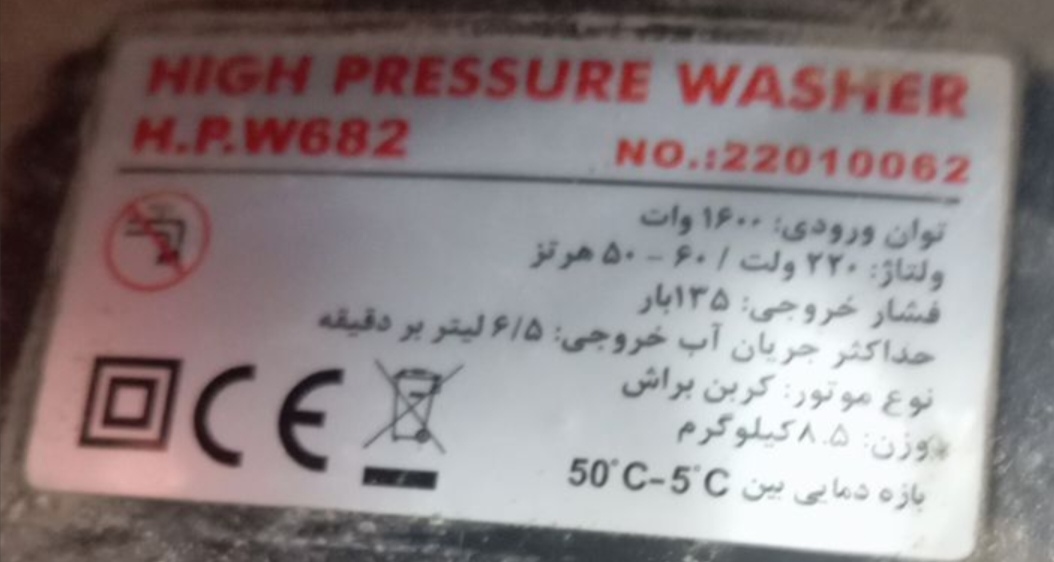 HIGH PRESSURE WASHER
H.P.W682 NO.:22010062
توان ورودی: ۱۶۰۰ وات
ولتاژ: ۲۲۰ ولت / ۶۰ – ۵۰ هرتز
فشار خروجی: ۱۳۵بار
حداکثر جریان آب خروجی: ۶/۵ لیتر بر دقیقه
نوع موتور: کربن براش
وزن: ۸.۵کیلوگرم
بازه دمایی بین 50°C-5°C
CE